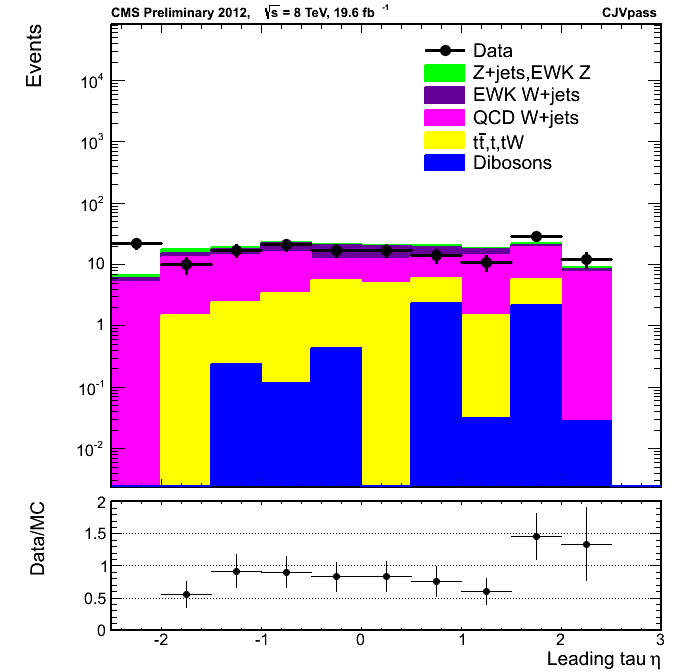 CMS Preliminary 2012, √s = 8 TeV, 19.6 fb⁻¹ CJVpass
Events
Data
Z+jets,EWK Z
EWK W+jets
QCD W+jets
tt̄,t,tW
Dibosons
10⁴
10³
10²
10
1
10⁻¹
10⁻²
Data/MC
2
1.5
1
0.5
0
-2 -1 0 1 2 3
Leading tau η